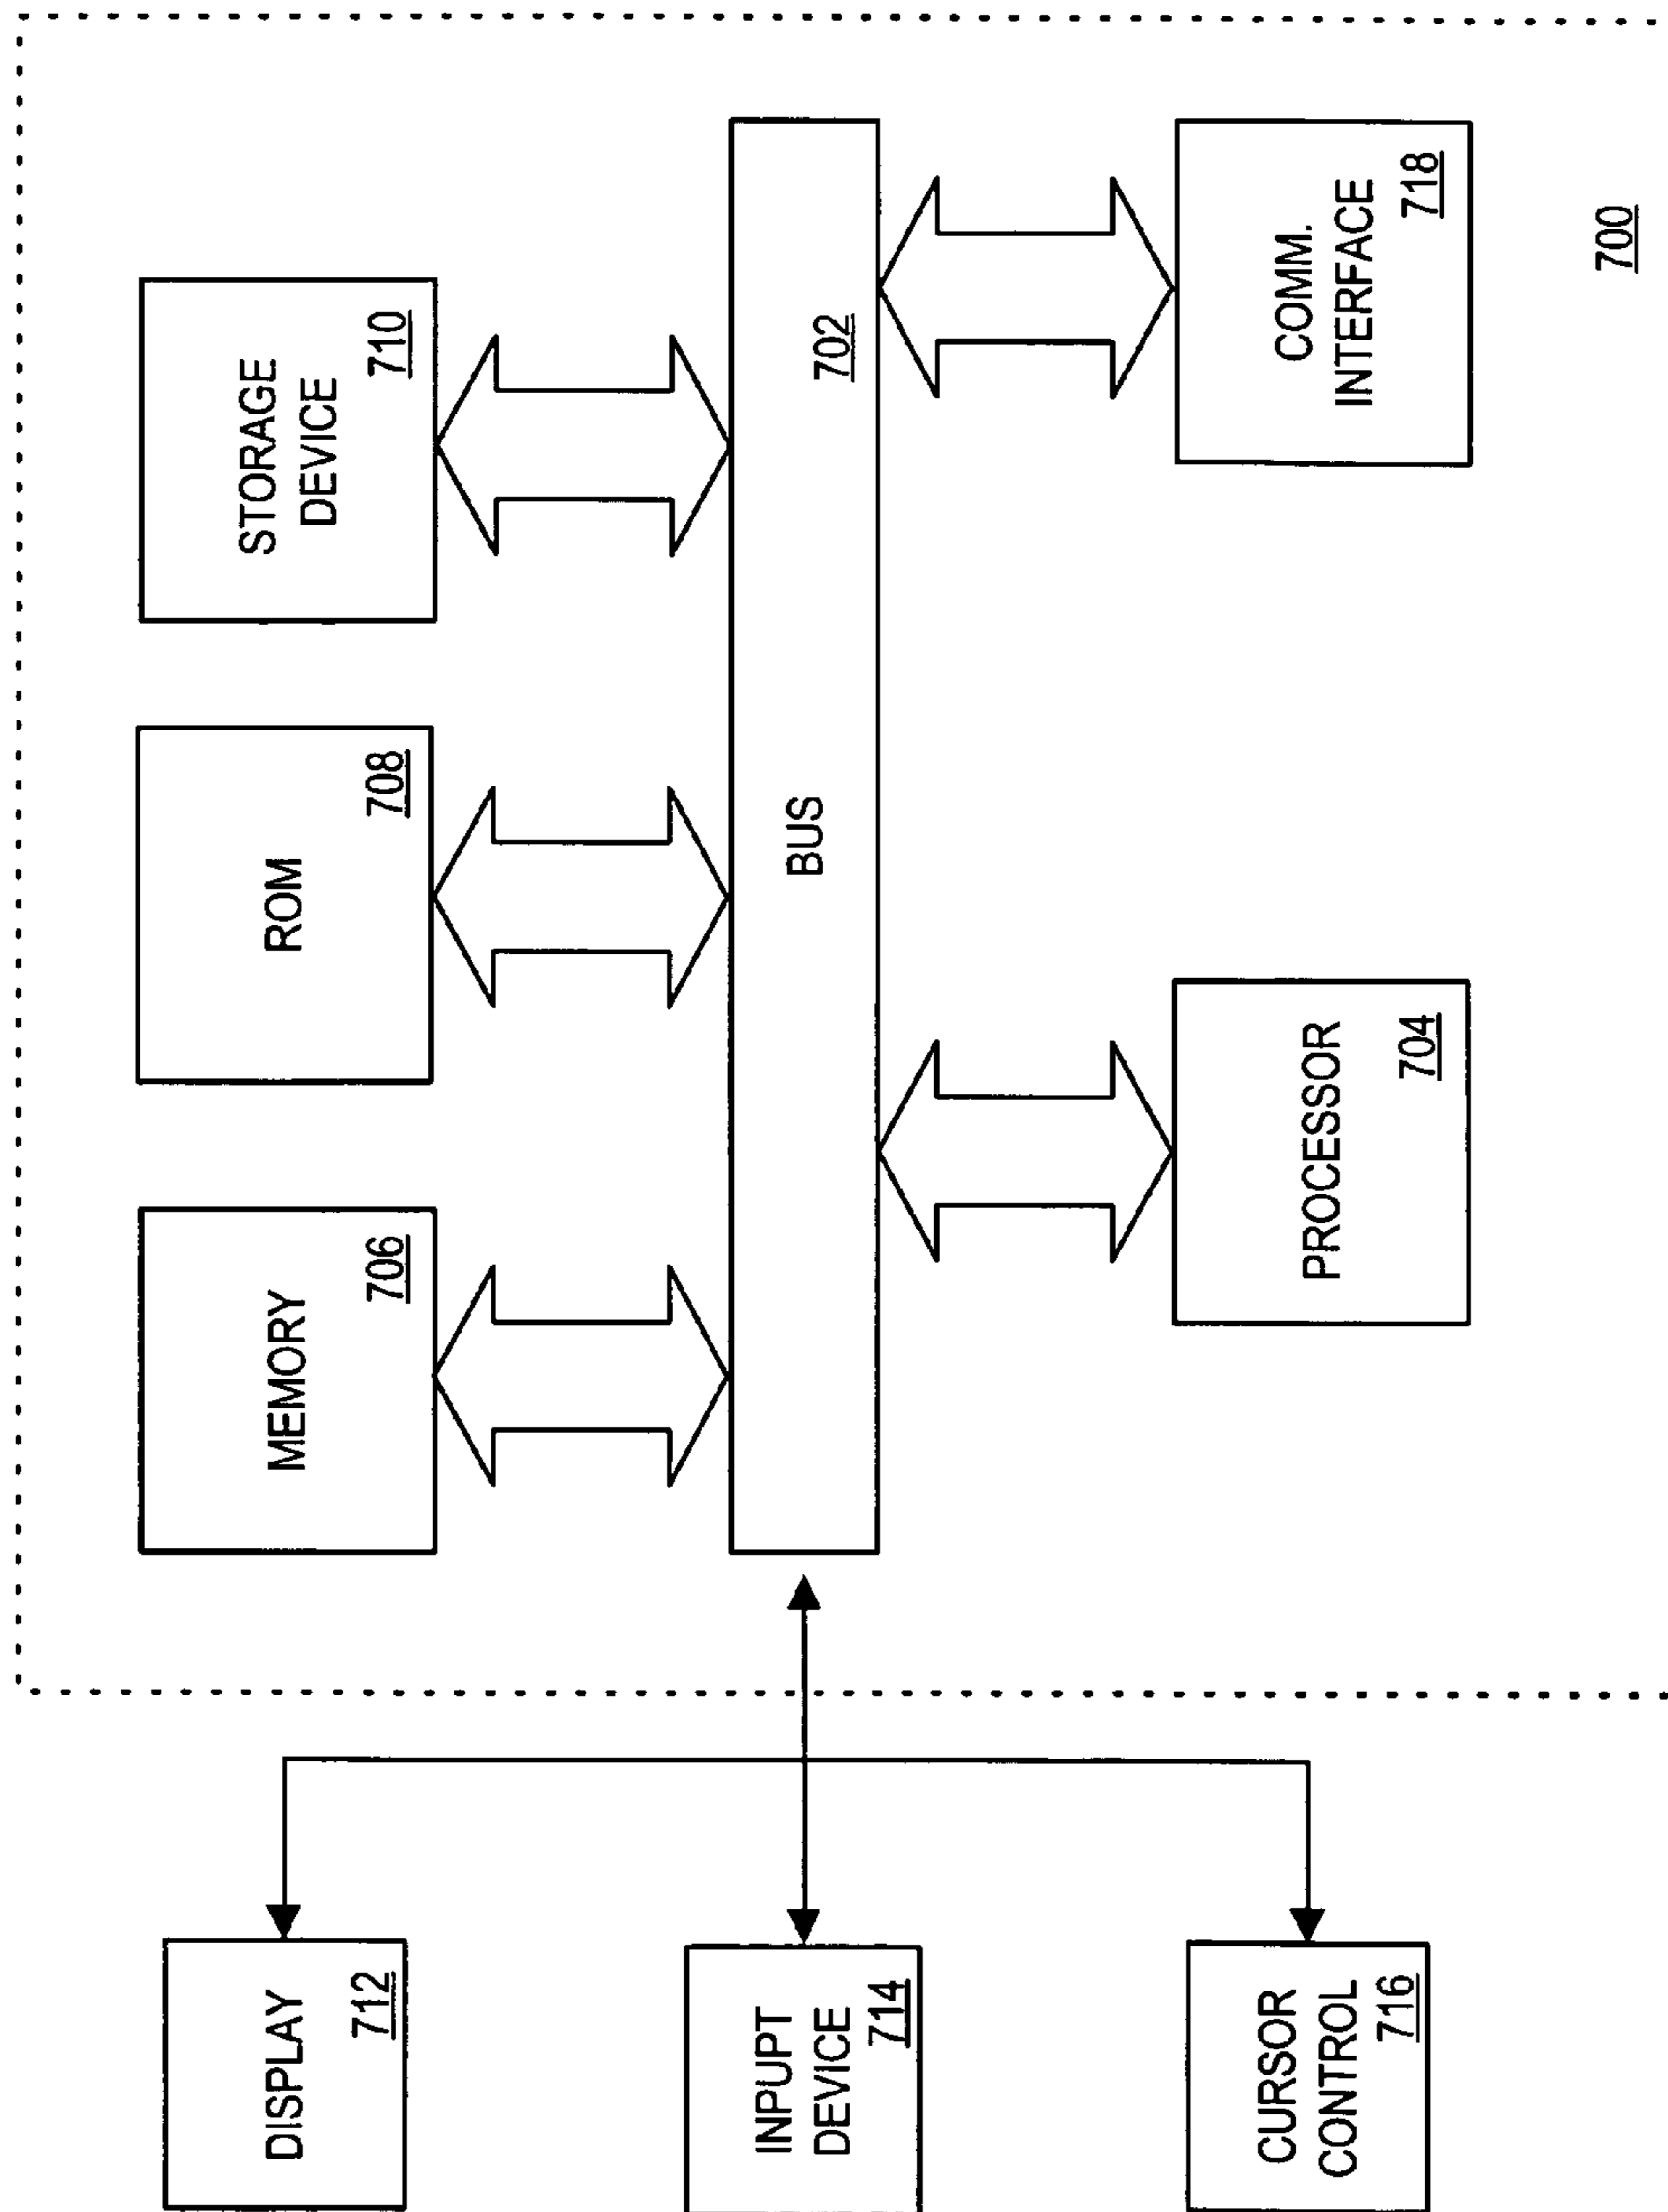 DISPLAY
712
INPUPT
DEVICE
714
CURSOR
CONTROL
716
MEMORY
706
ROM
708
STORAGE
DEVICE
710
BUS
702
PROCESSOR
704
COMM.
INTERFACE
718
700